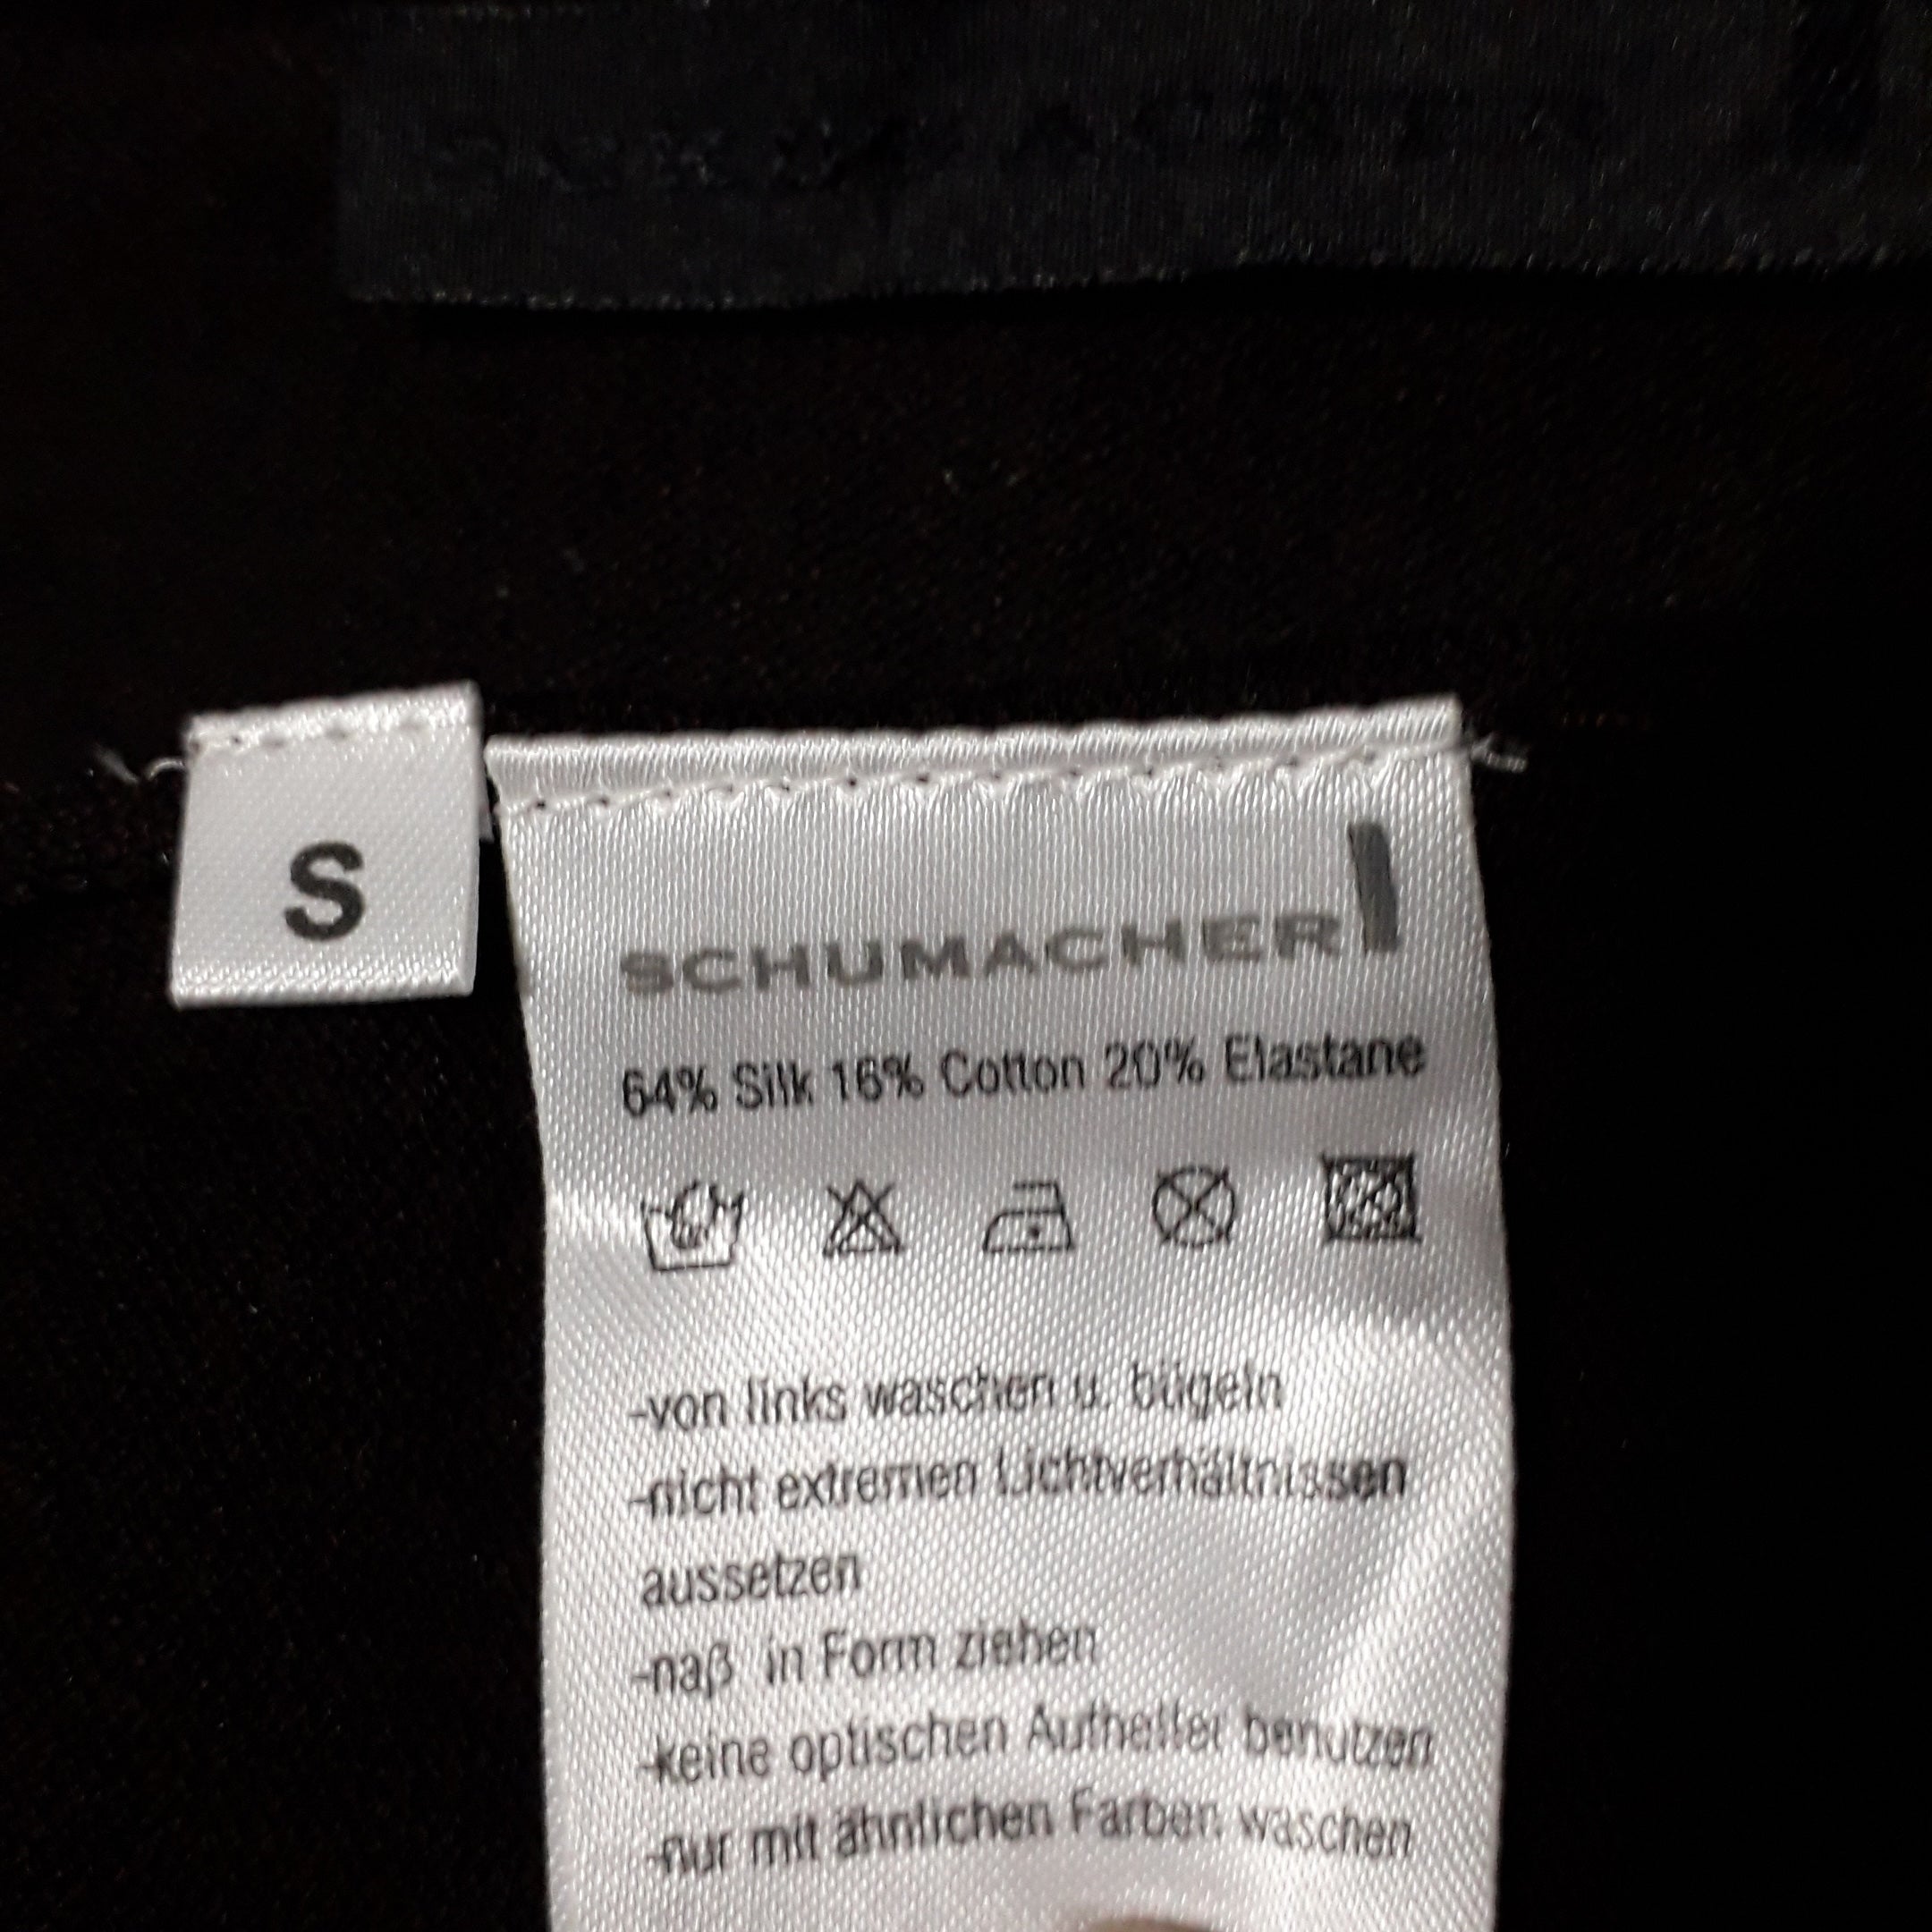 SCHUMACHER
S
SCHUMACHER
64% Silk 16% Cotton 20% Elastane
-von links waschen u. bügeln
-nicht extremen Lichtverhältnissen
aussetzen
-naß in Form ziehen
-keine optischen Aufheller benutzen
-nur mit ähnlichen Farben waschen